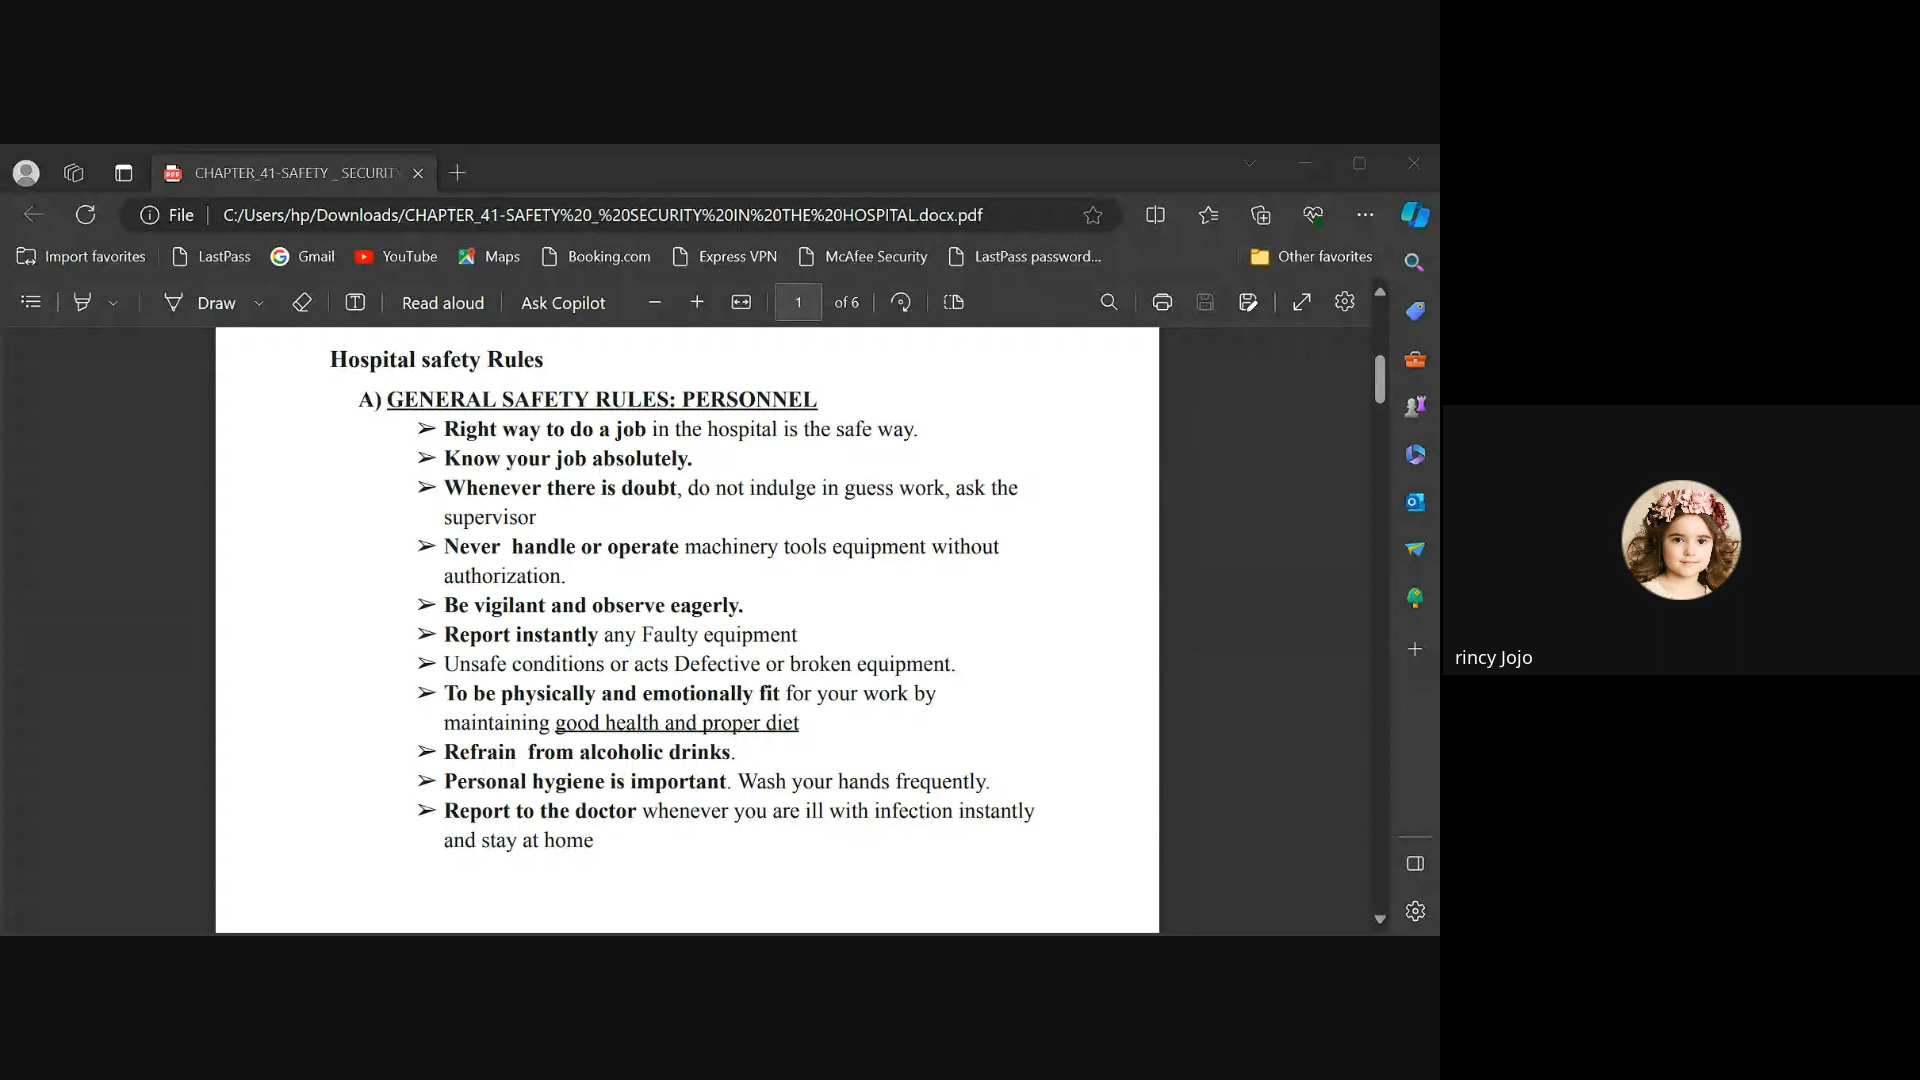 CHAPTER_41-SAFETY _ SECURIT
File
C:/Users/hp/Downloads/CHAPTER_41-SAFETY%20_%20SECURITY%20IN%20THE%20HOSPITAL.docx.pdf
Import favorites LastPass Gmail YouTube Maps Booking.com Express VPN McAfee Security LastPass password... Other favorites
Draw Read aloud Ask Copilot 1 of 6
Hospital safety Rules
A) GENERAL SAFETY RULES: PERSONNEL
➢ Right way to do a job in the hospital is the safe way.
➢ Know your job absolutely.
➢ Whenever there is doubt, do not indulge in guess work, ask the
supervisor
➢ Never handle or operate machinery tools equipment without
authorization.
➢ Be vigilant and observe eagerly.
➢ Report instantly any Faulty equipment
➢ Unsafe conditions or acts Defective or broken equipment.
➢ To be physically and emotionally fit for your work by
maintaining good health and proper diet
➢ Refrain from alcoholic drinks.
➢ Personal hygiene is important. Wash your hands frequently.
➢ Report to the doctor whenever you are ill with infection instantly
and stay at home
rincy Jojo